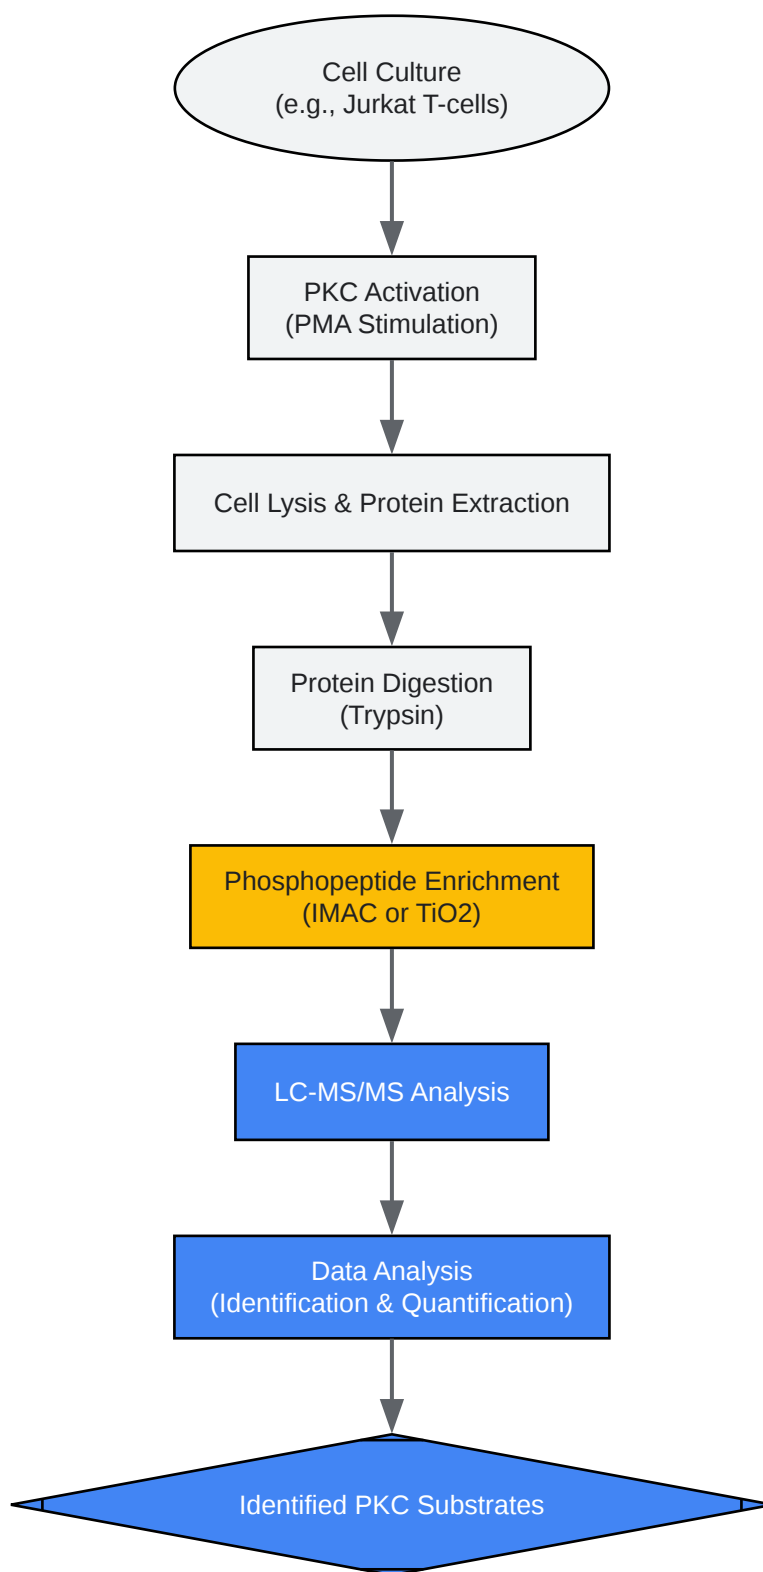 Cell Culture
(e.g., Jurkat T-cells)
PKC Activation
(PMA Stimulation)
Cell Lysis & Protein Extraction
Protein Digestion
(Trypsin)
Phosphopeptide Enrichment
(IMAC or TiO2)
LC-MS/MS Analysis
Data Analysis
(Identification & Quantification)
Identified PKC Substrates